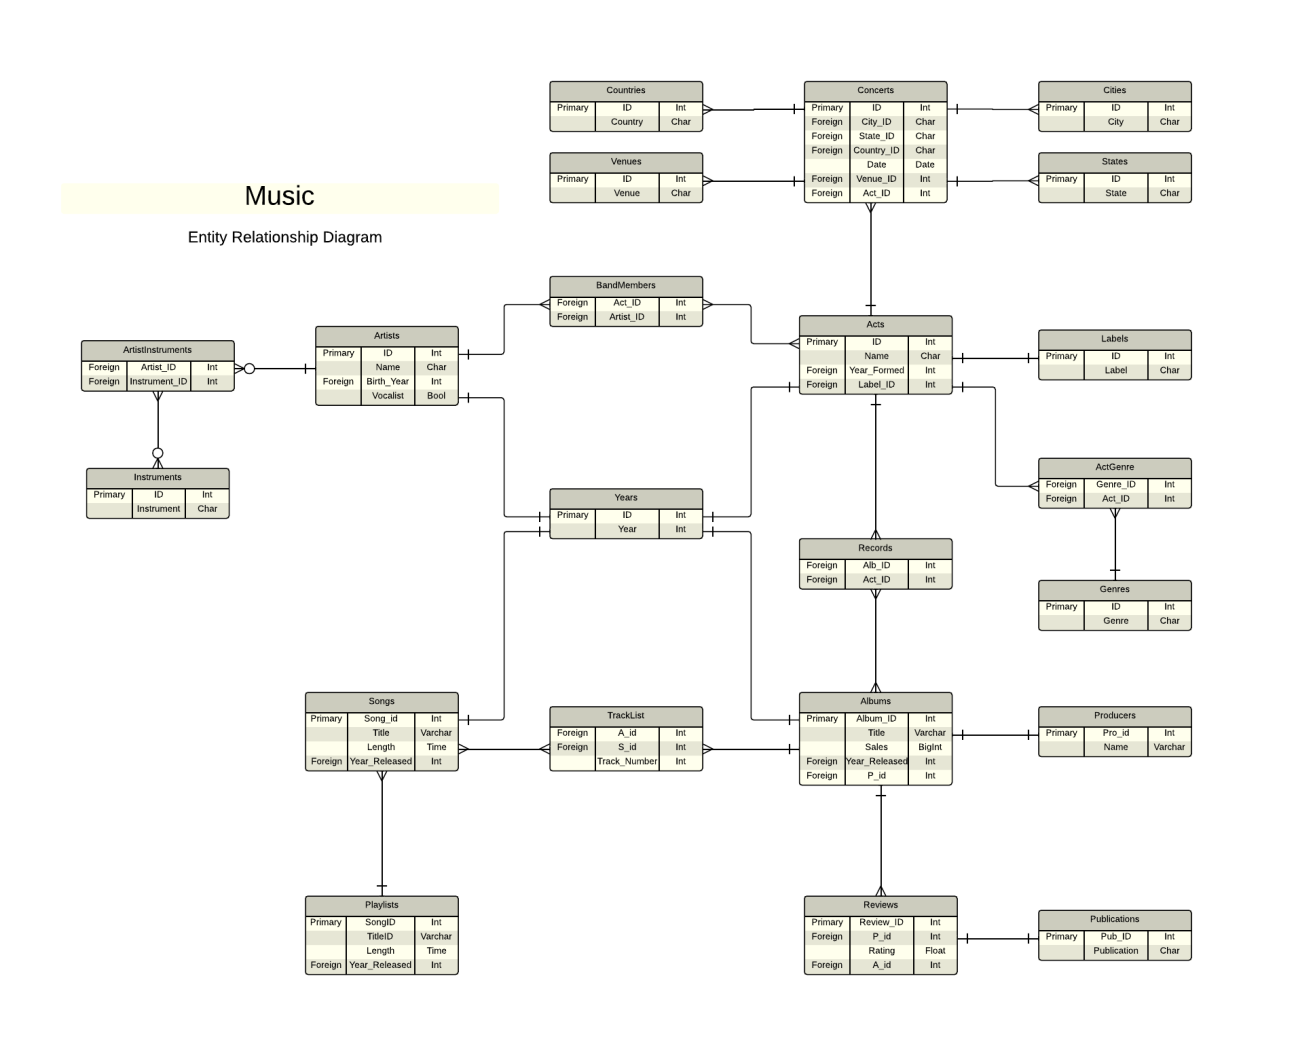 Music
Entity Relationship Diagram
Countries
Primary ID Int
Country Char
Concerts
Primary ID Int
Foreign City_ID Char
Foreign State_ID Char
Foreign Country_ID Char
Date Date
Foreign Venue_ID Int
Foreign Act_ID Int
Cities
Primary ID Int
City Char
Venues
Primary ID Int
Venue Char
States
Primary ID Int
State Char
BandMembers
Foreign Act_ID Int
Foreign Artist_ID Int
ArtistInstruments
Foreign Artist_ID Int
Foreign Instrument_ID Int
Artists
Primary ID Int
Name Char
Foreign Birth_Year Int
Vocalist Bool
Acts
Primary ID Int
Name Char
Foreign Year_Formed Int
Foreign Label_ID Int
Labels
Primary ID Int
Label Char
Instruments
Primary ID Int
Instrument Char
Years
Primary ID Int
Year Int
ActGenre
Foreign Genre_ID Int
Foreign Act_ID Int
Records
Foreign Alb_ID Int
Foreign Act_ID Int
Genres
Primary ID Int
Genre Char
Songs
Primary Song_id Int
Title Varchar
Length Time
Foreign Year_Released Int
TrackList
Foreign A_id Int
Foreign S_id Int
Track_Number Int
Albums
Primary Album_ID Int
Title Varchar
Sales BigInt
Foreign Year_Released Int
Foreign P_id Int
Producers
Primary Pro_id Int
Name Varchar
Playlists
Primary SongID Int
TitleID Varchar
Length Time
Foreign Year_Released Int
Reviews
Primary Review_ID Int
Foreign P_id Int
Rating Float
Foreign A_id Int
Publications
Primary Pub_ID Int
Publication Char